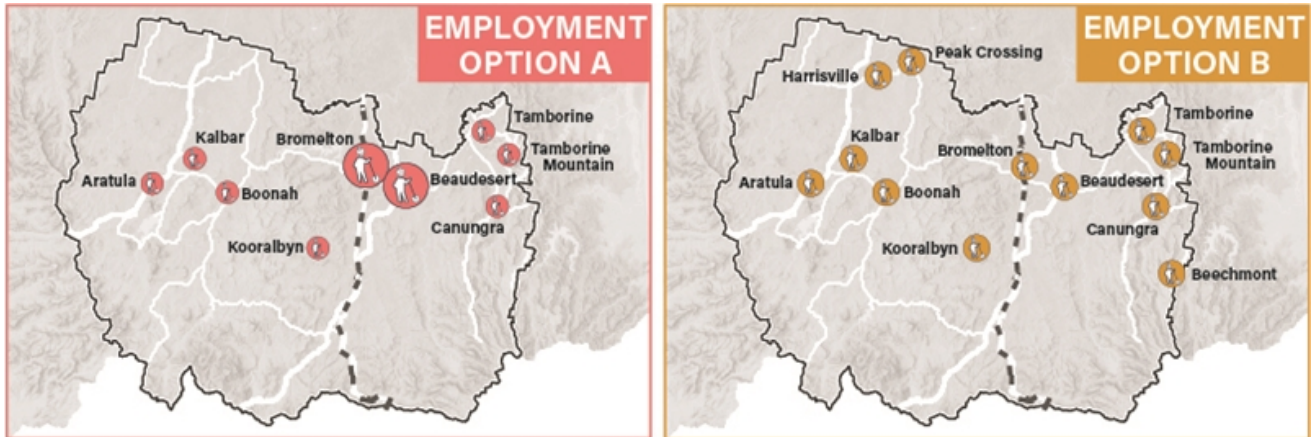 EMPLOYMENT
OPTION A
Tamborine
Kalbar
Bromelton
Tamborine
Mountain
Aratula
Beaudesert
Boonah
Canungra
Kooralbyn
EMPLOYMENT
OPTION B
Peak Crossing
Harrisville
Tamborine
Kalbar
Bromelton
Tamborine
Mountain
Aratula
Beaudesert
Boonah
Canungra
Kooralbyn
Beechmont